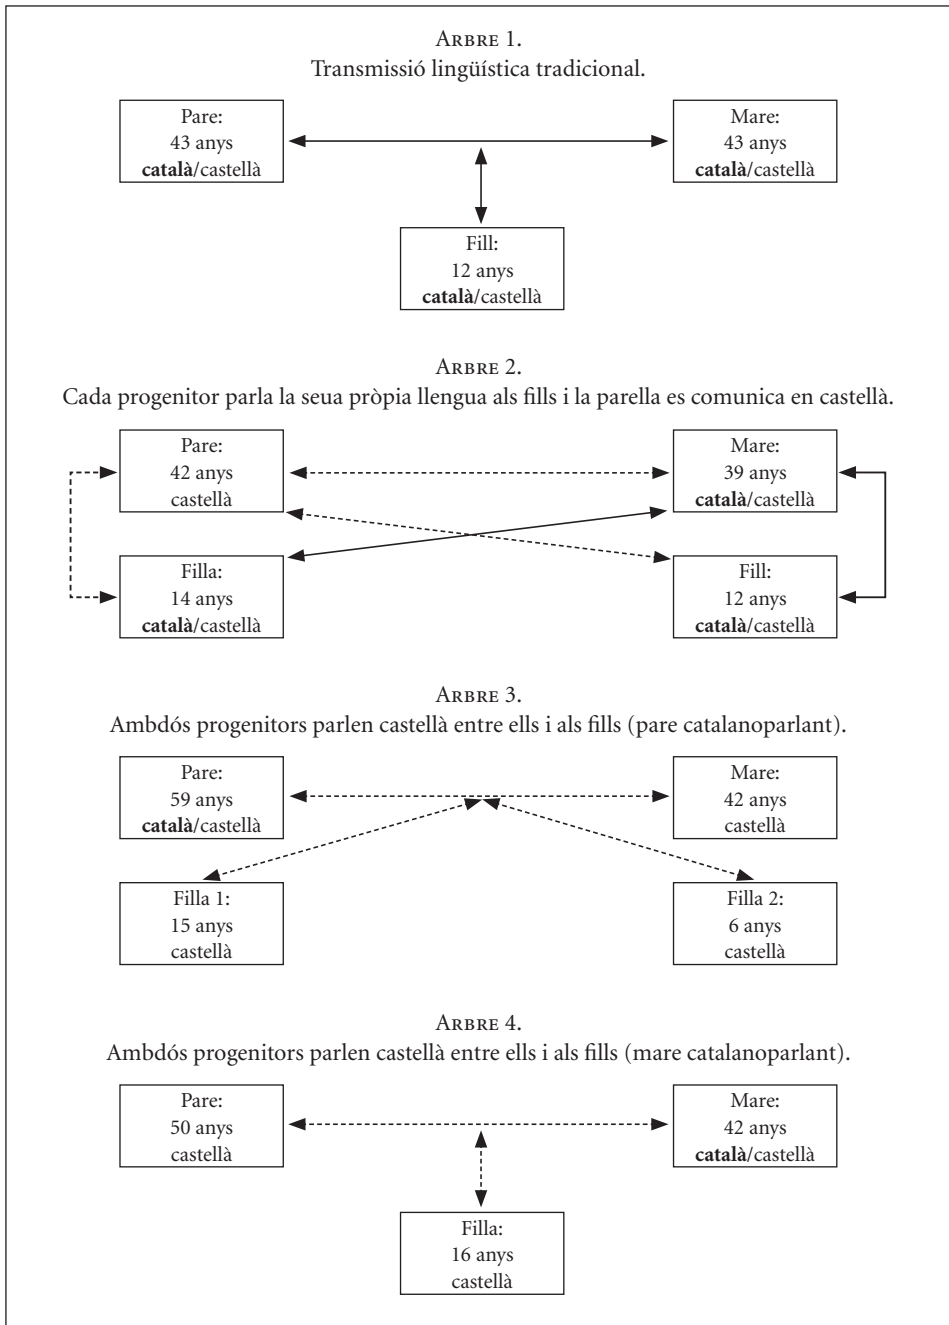 ARBRE 1.
Transmissió lingüística tradicional.
Pare:
43 anys
català/castellà
Mare:
43 anys
català/castellà
Fill:
12 anys
català/castellà
ARBRE 2.
Cada progenitor parla la seua pròpia llengua als fills i la parella es comunica en castellà.
Pare:
42 anys
castellà
Mare:
39 anys
català/castellà
Filla:
14 anys
català/castellà
Fill:
12 anys
català/castellà
ARBRE 3.
Ambdós progenitors parlen castellà entre ells i als fills (pare catalanoparlant).
Pare:
59 anys
català/castellà
Mare:
42 anys
castellà
Filla 1:
15 anys
castellà
Filla 2:
6 anys
castellà
ARBRE 4.
Ambdós progenitors parlen castellà entre ells i als fills (mare catalanoparlant).
Pare:
50 anys
castellà
Mare:
42 anys
català/castellà
Filla:
16 anys
castellà